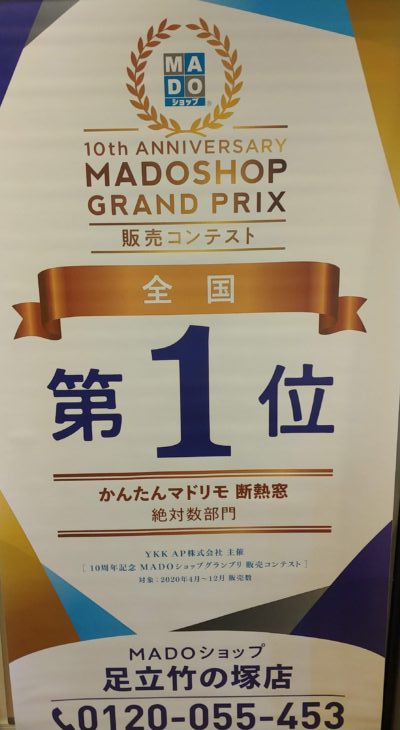 MA
DO
ショップ
10th ANNIVERSARY
MADOSHOP
GRAND PRIX
販売コンテスト
全国
第1位
かんたんマドリモ 断熱窓
絶対数部門
YKK AP株式会社 主催
[ 10周年記念 MADOショップグランプリ 販売コンテスト ]
対象：2020年4月～12月 販売数
MADOショップ
足立竹の塚店
0120-055-453